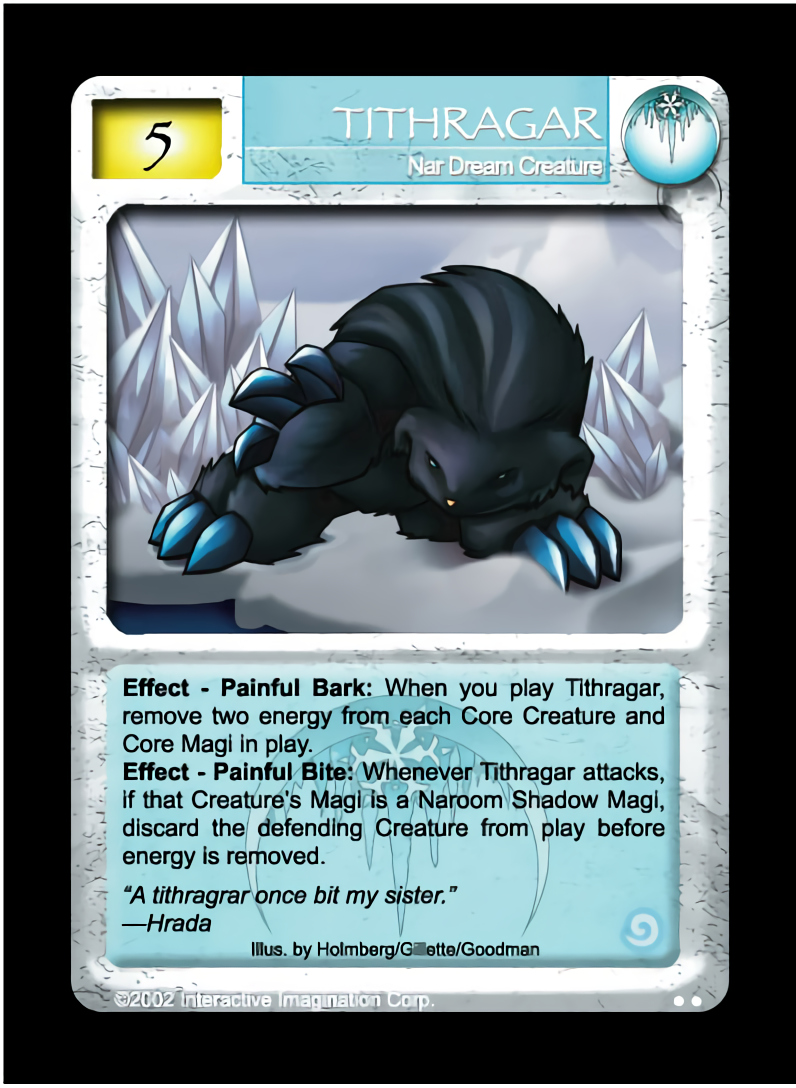 5
TITHRAGAR
Nar Dream Creature
Effect - Painful Bark: When you play Tithragar,
remove two energy from each Core Creature and
Core Magi in play.
Effect - Painful Bite: Whenever Tithragar attacks,
if that Creature's Magi is a Naroom Shadow Magi,
discard the defending Creature from play before
energy is removed.
“A tithragrar once bit my sister.”
—Hrada
Illus. by
©2002 Interactive Imagination Corp.